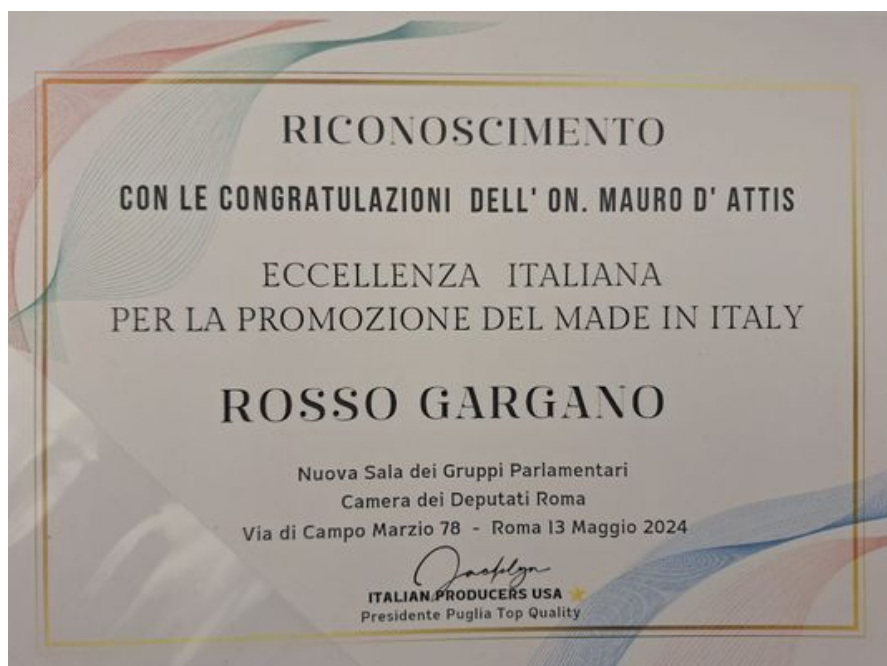 RICONOSCIMENTO
CON LE CONGRATULAZIONI DELL' ON. MAURO D' ATTIS
ECCELLENZA ITALIANA
PER LA PROMOZIONE DEL MADE IN ITALY
ROSSO GARGANO
Nuova Sala dei Gruppi Parlamentari
Camera dei Deputati Roma
Via di Campo Marzio 78 - Roma 13 Maggio 2024
ITALIAN PRODUCERS USA
Presidente Puglia Top Quality